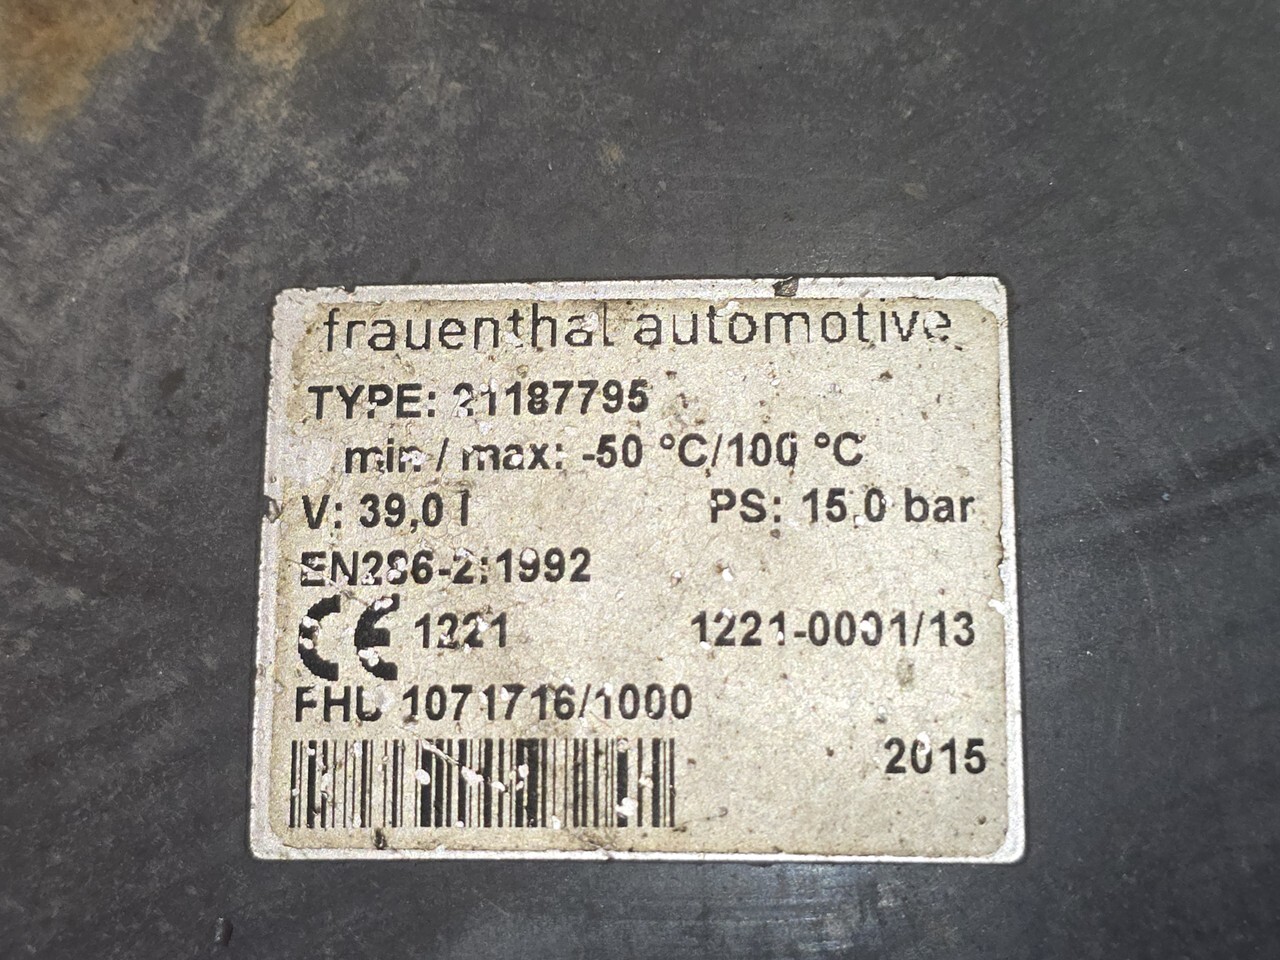 frauenthal automotive
TYPE: 21187795
min / max: -50 °C/100 °C
V: 39,0 l PS: 15,0 bar
EN286-2:1992
CE 1221 1221-0001/13
FHU 1071716/1000
2015